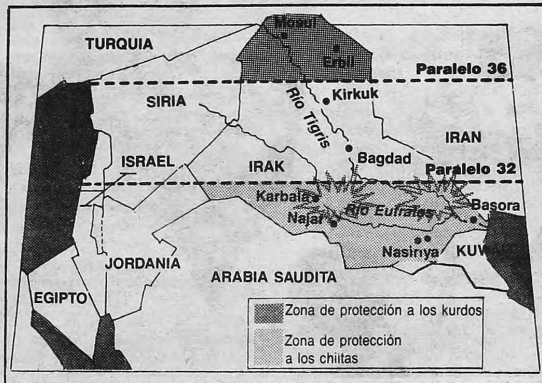 Mosul
TURQUIA
Erbil
Paralelo 36
SIRIA
Río Tigris
Kirkuk
IRAN
Bagdad
ISRAEL
IRAK
Paralelo 32
Karbala
Río Eufrates
Basora
Najaf
Nasiriya
KUWAIT
JORDANIA
ARABIA SAUDITA
EGIPTO
Zona de protección a los kurdos
Zona de protección
a los chiitas